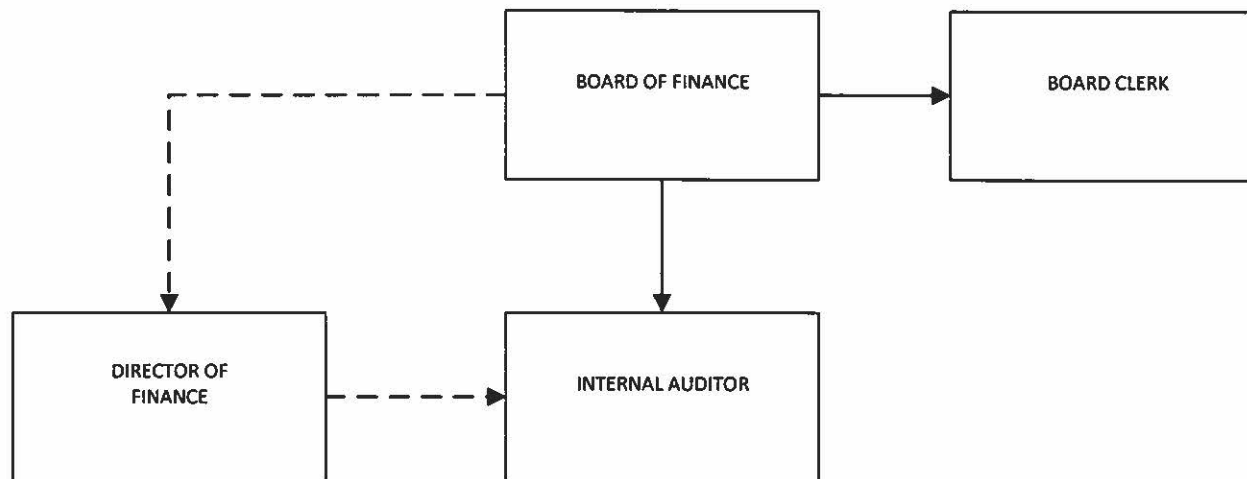 BOARD OF FINANCE
BOARD CLERK
DIRECTOR OF
FINANCE
INTERNAL AUDITOR